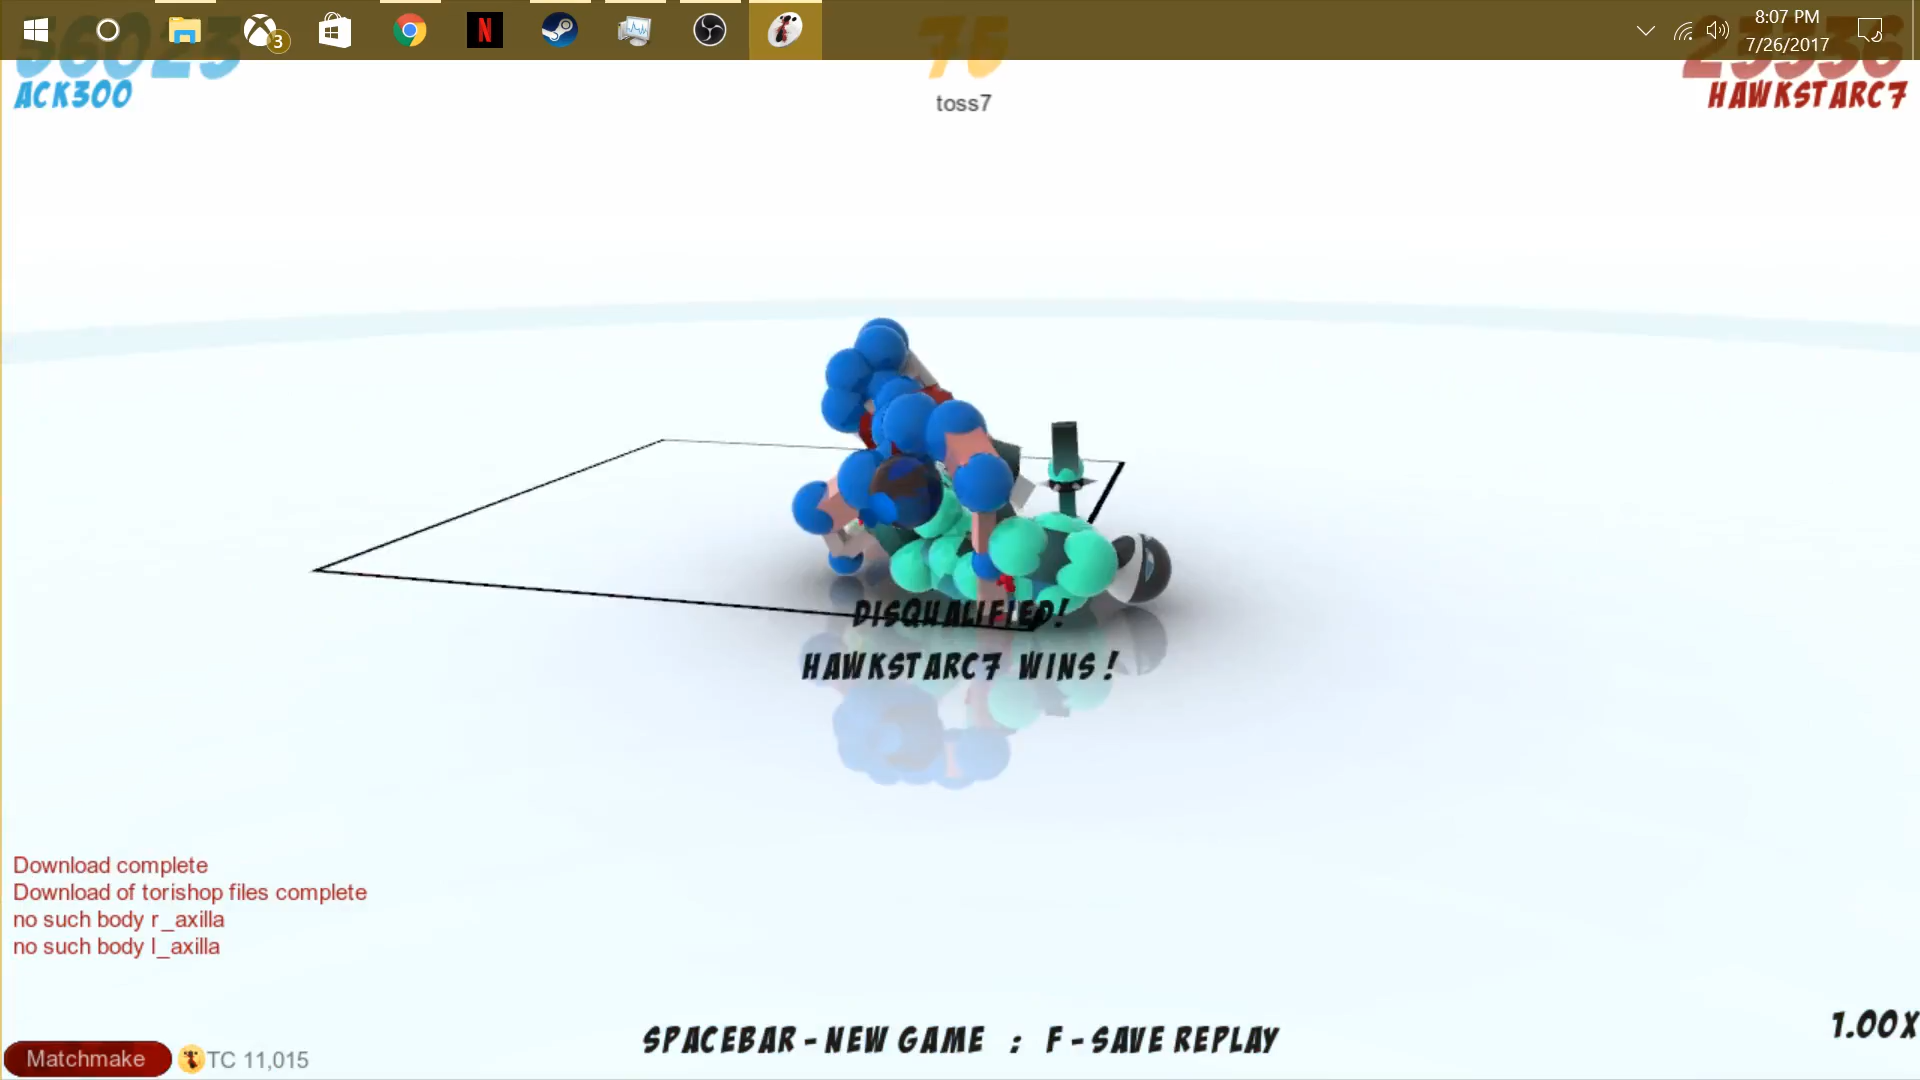 3
8:07 PM
7/26/2017
ACK300
toss7
HAWKSTARC7
DISQUALIFIED!
HAWKSTARC7 WINS!
Download complete
Download of torishop files complete
no such body r_axilla
no such body l_axilla
1.00X
SPACEBAR - NEW GAME : F - SAVE REPLAY
Matchmake
TC 11,015